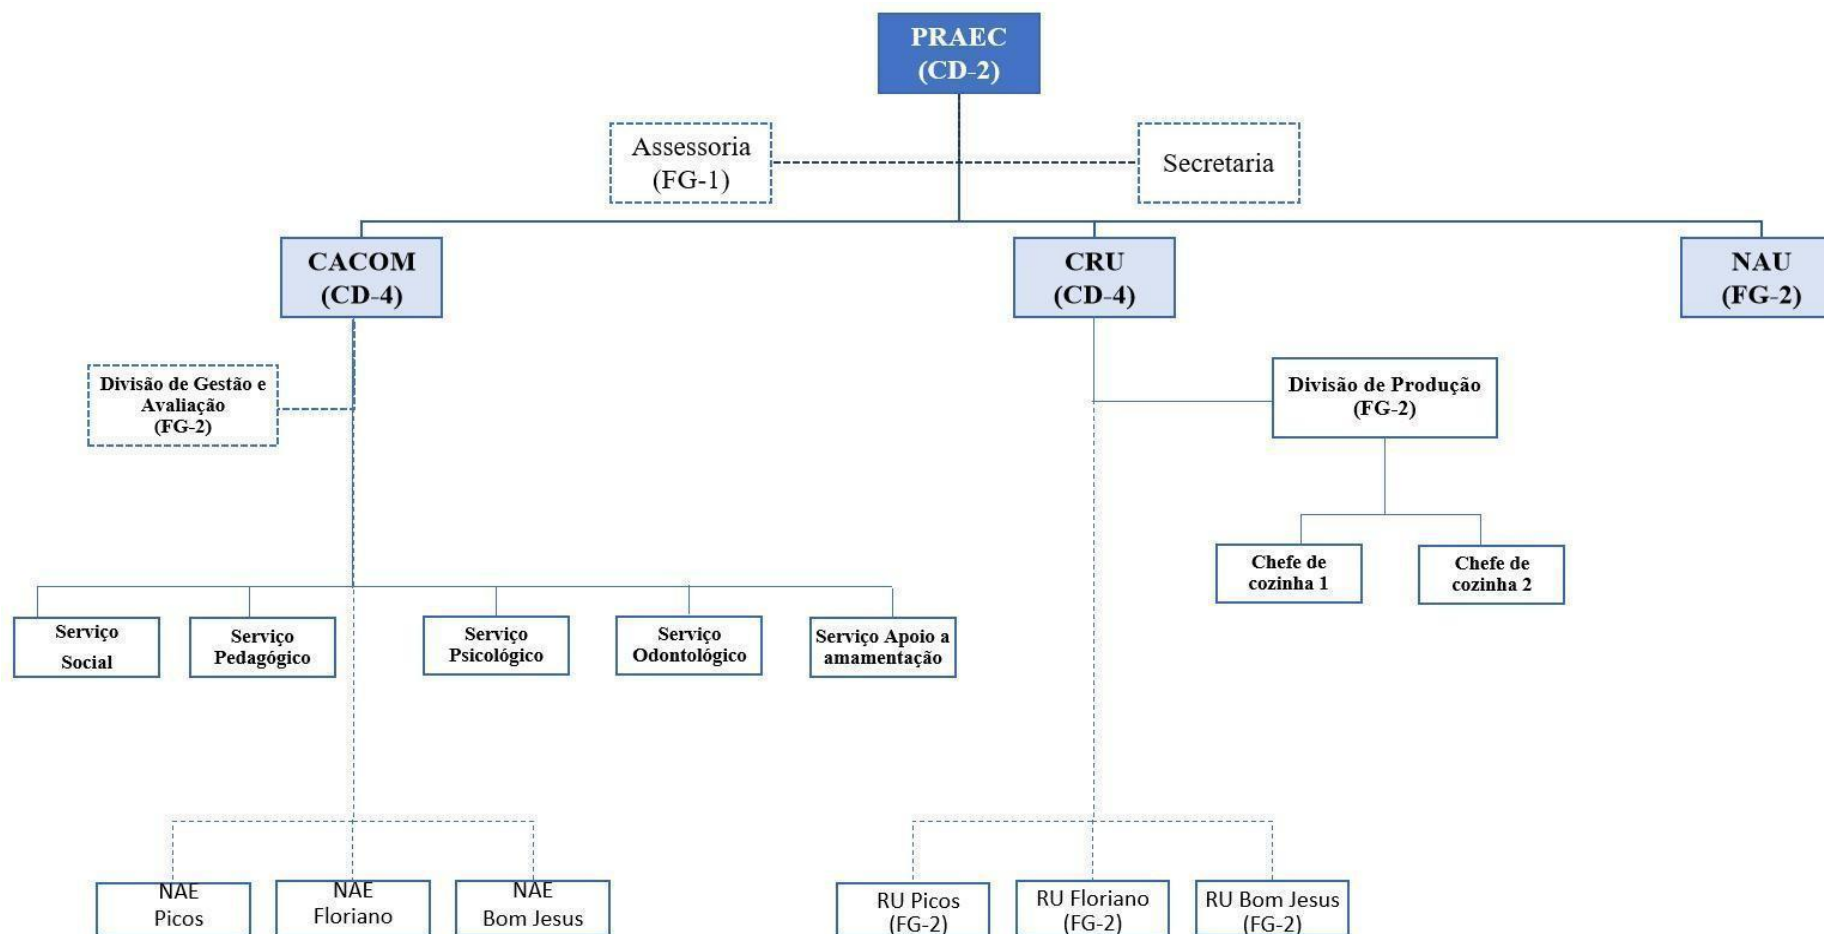 PRAEC
(CD-2)
Assessoria
(FG-1)
Secretaria
CACOM
(CD-4)
CRU
(CD-4)
NAU
(FG-2)
Divisão de Gestão e
Avaliação
(FG-2)
Divisão de Produção
(FG-2)
Chefe de
cozinha 1
Chefe de
cozinha 2
Serviço
Social
Serviço
Pedagógico
Serviço
Psicológico
Serviço
Odontológico
Serviço Apoio a
amamentação
NAE
Picos
NAE
Floriano
NAE
Bom Jesus
RU Picos
(FG-2)
RU Floriano
(FG-2)
RU Bom Jesus
(FG-2)